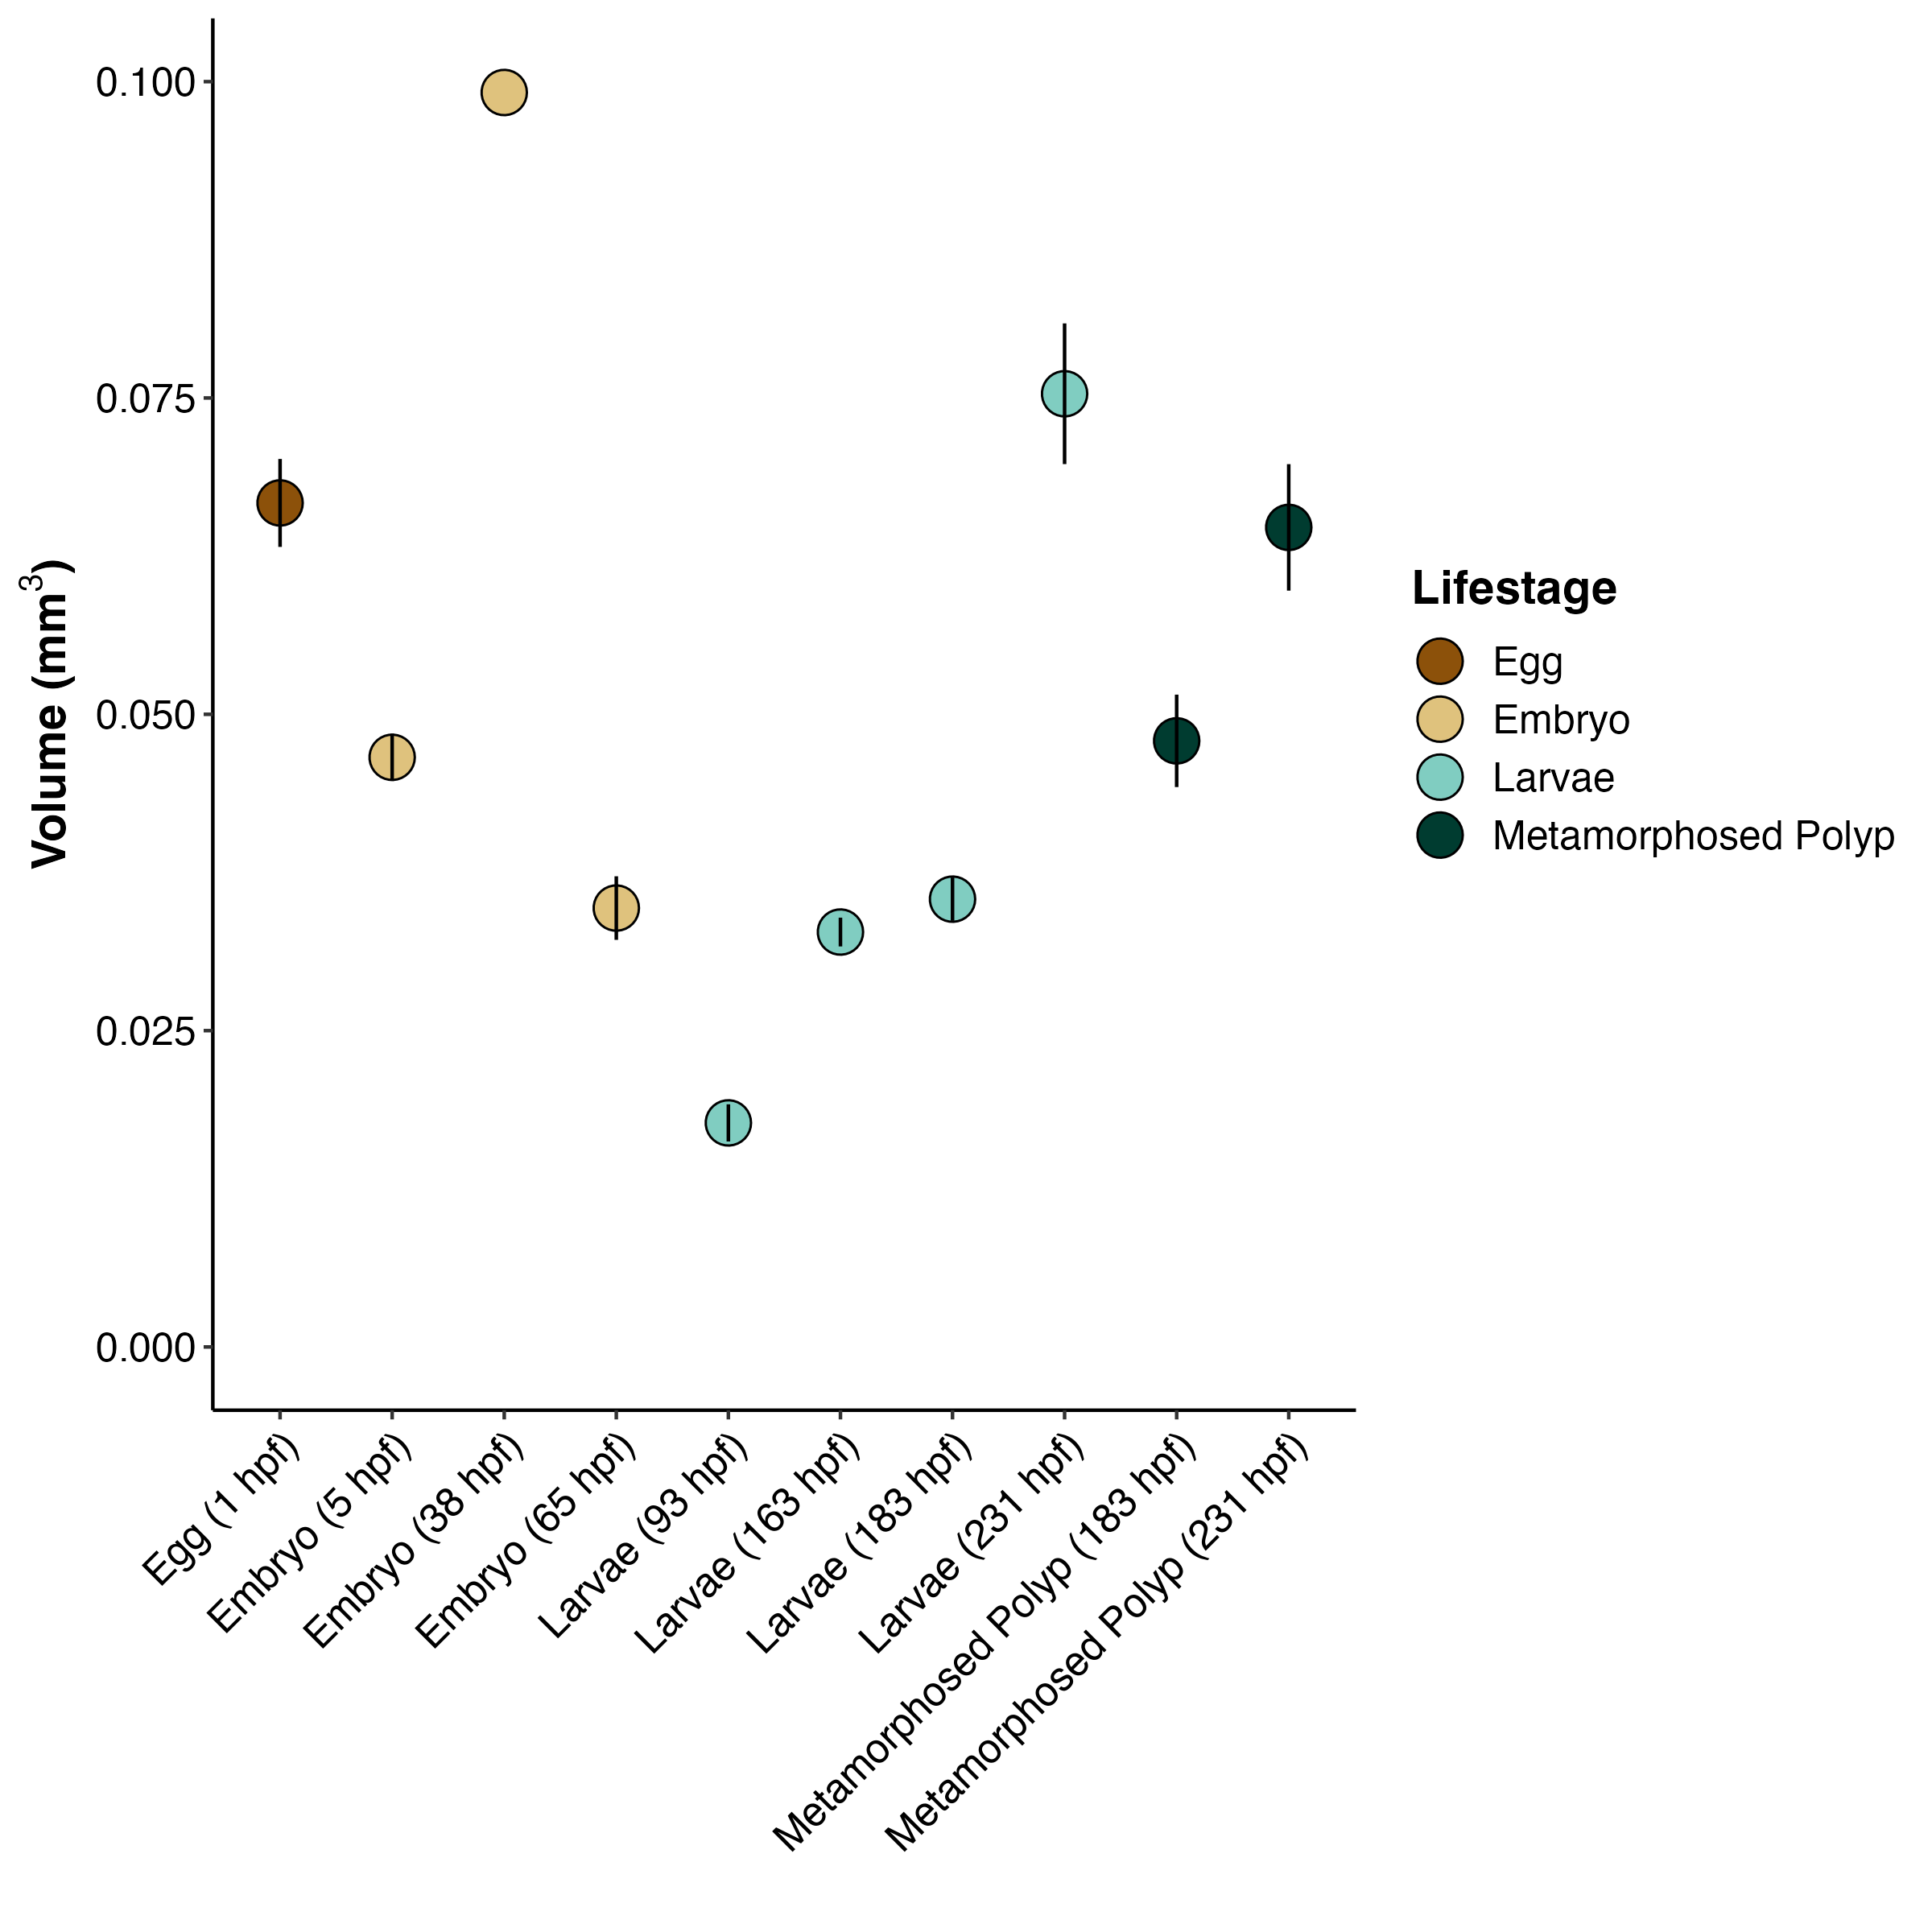 0.100
0.075
0.050
0.025
0.000
Volume (mm³)
Egg (1 hpf)
Embryo (5 hpf)
Embryo (38 hpf)
Embryo (65 hpf)
Larvae (93 hpf)
Larvae (163 hpf)
Larvae (183 hpf)
Larvae (231 hpf)
Metamorphosed Polyp (183 hpf)
Metamorphosed Polyp (231 hpf)
Lifestage
Egg
Embryo
Larvae
Metamorphosed Polyp